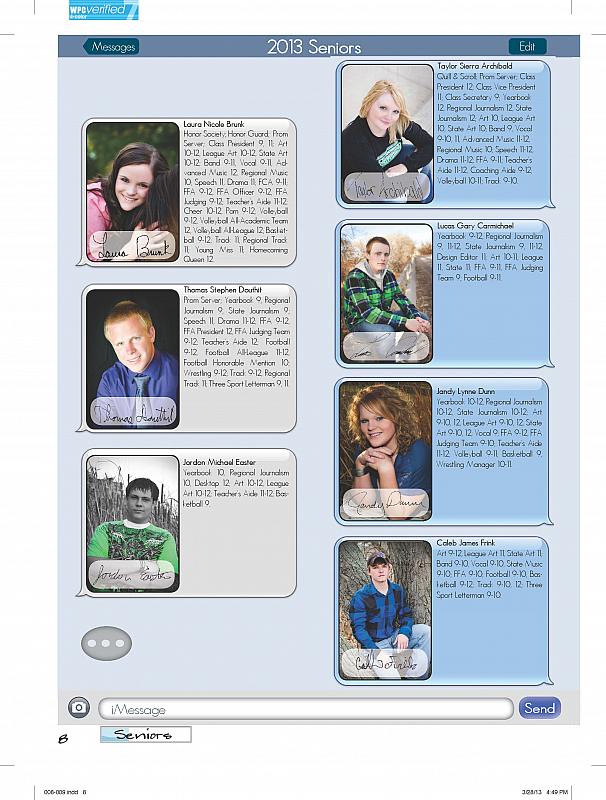 WPCverified
4-color
Messages
2013 Seniors
Edit
Laura Nicole Brunk
Honor Society; Honor Guard; Prom
Server; Class President 9, 11; Art
10-12, League Art 10-12, State Art
10-12; Band 9-11; Vocal 9-11; Ad-
vanced Music 12, Regional Music
10; Speech 11; Drama 11; FCA 9-11;
FFA 9-12, FFA Officer 9-12, FFA
Judging 9-12; Teacher's Aide 11-12;
Cheer 10-12; Pom 9-12; Volleyball
9-12; Volleyball All-Academic Team
12, Volleyball All-League 12; Basket-
ball 9-12; Track 11, Regional Track
11; Young Miss 11; Homecoming
Queen 12
Laura Brunk
Thomas Stephen Douthit
Prom Server; Yearbook 9, Regional
Journalism 9, State Journalism 9;
Speech 11; Drama 11-12; FFA 9-12,
FFA President 12, FFA Judging Team
9-12; Teacher's Aide 12; Football
9-12, Football All-League 11-12,
Football Honorable Mention 10;
Wrestling 9-12; Track 9-12, Regional
Track 11; Three Sport Letterman 9, 11.
Thomas Douthit
Jordon Michael Easter
Yearbook 10, Regional Journalism
10, Desktop 12; Art 10-12, League
Art 10-12; Teacher's Aide 11-12; Bas-
ketball 9.
Jordon Easter
Taylor Sierra Archibald
Quill & Scroll; Prom Server; Class
President 12; Class Vice President
11; Class Secretary 9; Yearbook
12, Regional Journalism 12, State
Journalism 12; Art 10, League Art
10, State Art 10; Band 9, Vocal
9-10, 11, Advanced Music 11-12,
Regional Music 10; Speech 11-12;
Drama 11-12; FFA 9-11; Teacher's
Aide 11-12, Coaching Aide 9-12;
Volleyball 10-11; Track 9-10.
Taylor Archibald
Lucas Gary Carmichael
Yearbook 9-12, Regional Journalism
9, 11-12, State Journalism 9, 11-12,
Design Editor 11; Art 10-11, League
11, State 11; FFA 9-11; FFA Judging
Team 9; Football 9-11.
Jandy Lynne Dunn
Yearbook 10-12, Regional Journalism
10-12, State Journalism 10-12; Art
9-10, 12, League Art 9-10, 12, State
Art 9-10, 12; Vocal 9; FFA 9-12, FFA
Judging Team 9-10; Teacher's Aide
11-12; Volleyball 9-11; Basketball 9,
Wrestling Manager 10-11.
Jandy Dunn
Caleb James Frink
Art 9-12, League Art 11, State Art 11;
Band 9-10, Vocal 9-10, State Music
9-10; FFA 9-10; Football 9-10, Bas-
ketball 9-12; Track 9-10, 12; Three
Sport Letterman 9-10.
iMessage
Send
8
Seniors
008-009.indd 8
3/28/13 4:49 PM